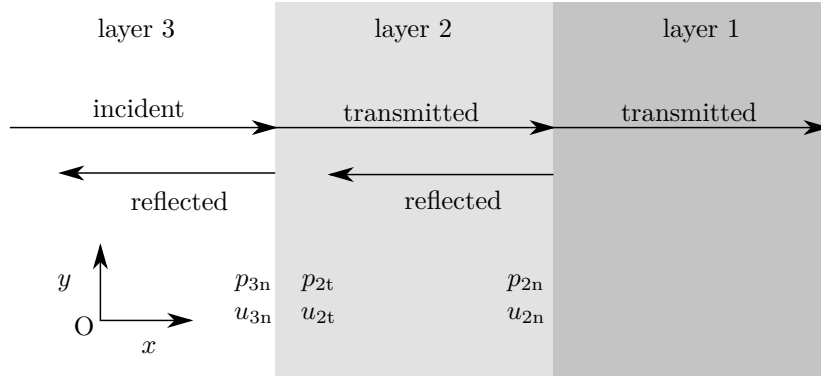 layer 3 layer 2 layer 1
incident transmitted transmitted
reflected reflected
y p3n p2t p2n
O u3n u2t u2n
x